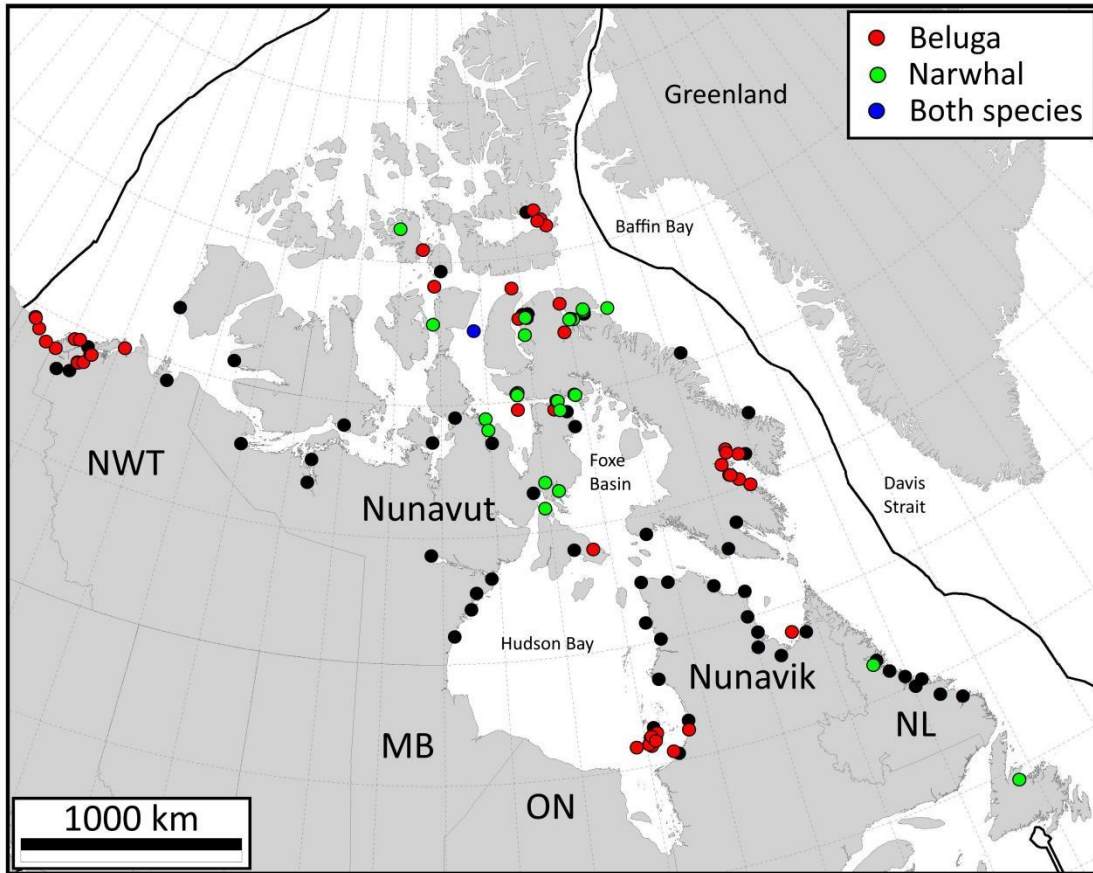 Beluga
Narwhal
Both species
Greenland
Baffin Bay
NWT
Nunavut
Foxe
Basin
Davis
Strait
Hudson Bay
Nunavik
NL
MB
ON
1000 km